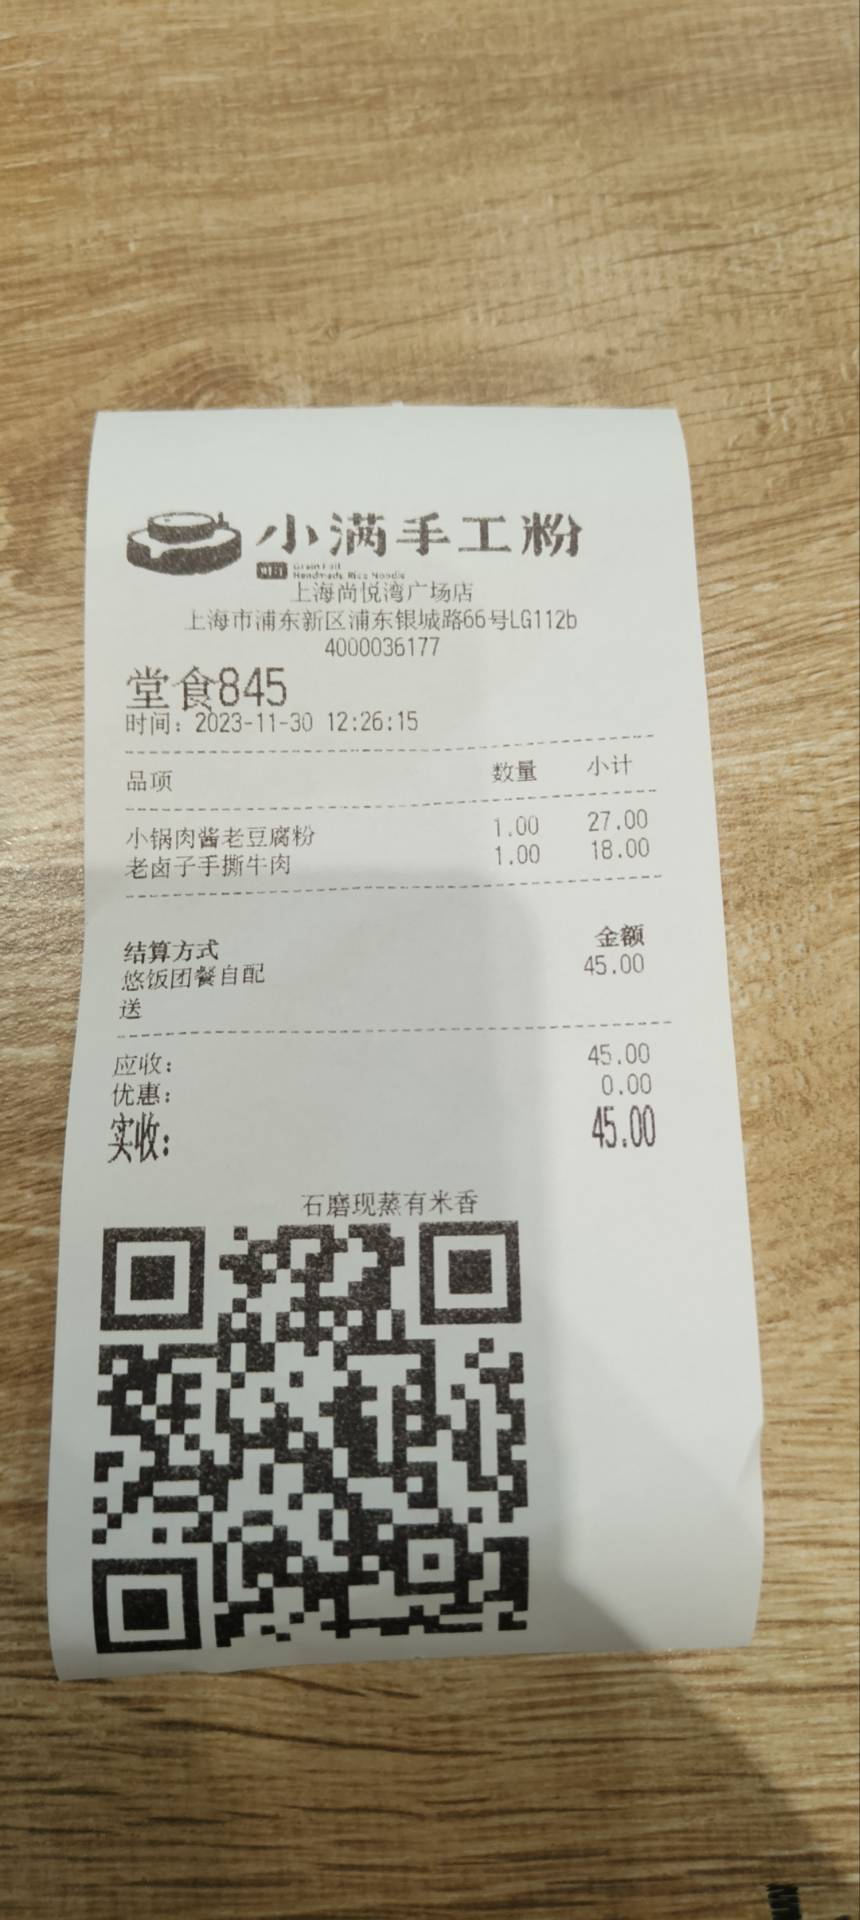 小满手工粉
Grain Full
Handmade Rice Noodle
上海尚悦湾广场店
上海市浦东新区浦东银城路66号LG112b
4000036177
堂食845
时间：2023-11-30 12:26:15
品项 数量 小计
小锅肉酱老豆腐粉 1.00 27.00
老卤子手撕牛肉 1.00 18.00
结算方式 金额
悠饭团餐自配 45.00
送
应收： 45.00
优惠： 0.00
实收： 45.00
石磨现蒸有米香